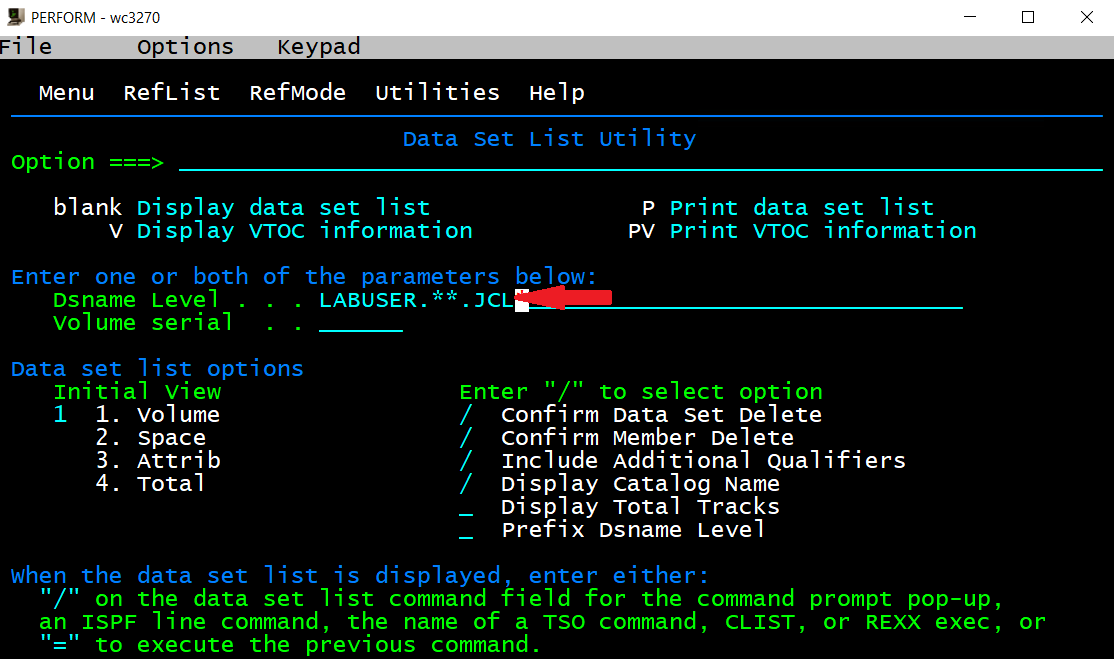 PERFORM - wc3270
File Options Keypad
Menu RefList RefMode Utilities Help
Data Set List Utility
Option ===>
blank Display data set list P Print data set list
V Display VTOC information PV Print VTOC information
Enter one or both of the parameters below:
Dsname Level . . . LABUSER.**.JCL
Volume serial . .
Data set list options
Initial View Enter "/" to select option
1 1. Volume / Confirm Data Set Delete
2. Space / Confirm Member Delete
3. Attrib / Include Additional Qualifiers
4. Total / Display Catalog Name
_ Display Total Tracks
_ Prefix Dsname Level
When the data set list is displayed, enter either:
"/" on the data set list command field for the command prompt pop-up,
an ISPF line command, the name of a TSO command, CLIST, or REXX exec, or
"=" to execute the previous command.